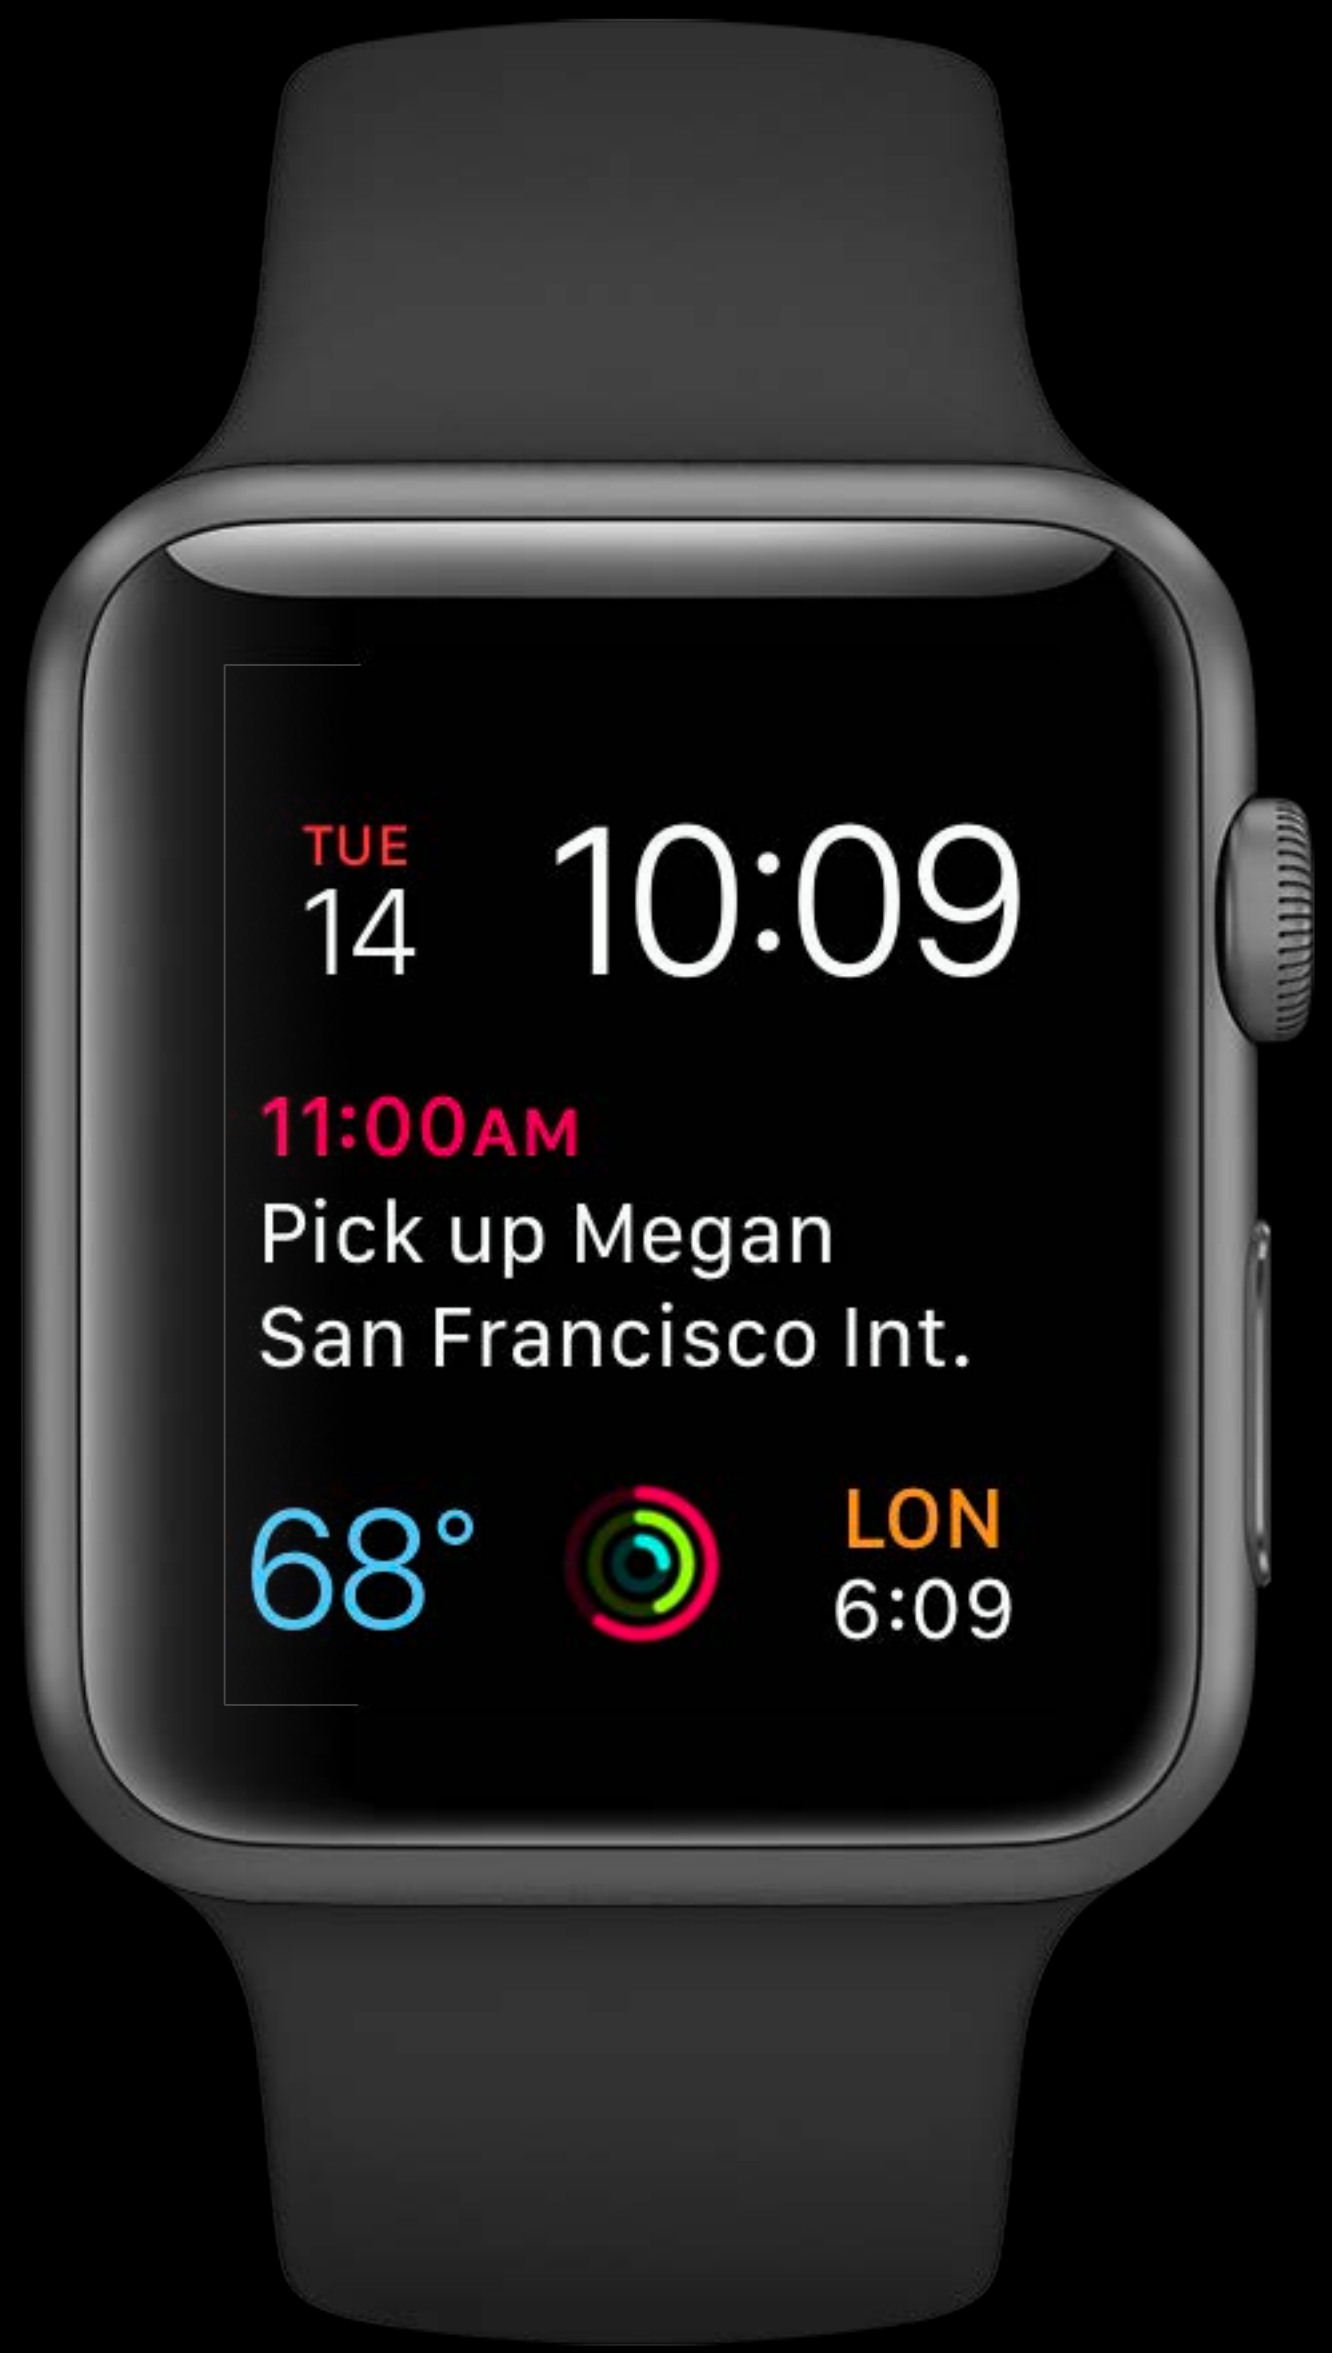 TUE
14
10:09
11:00AM
Pick up Megan
San Francisco Int.
68°
LON
6:09